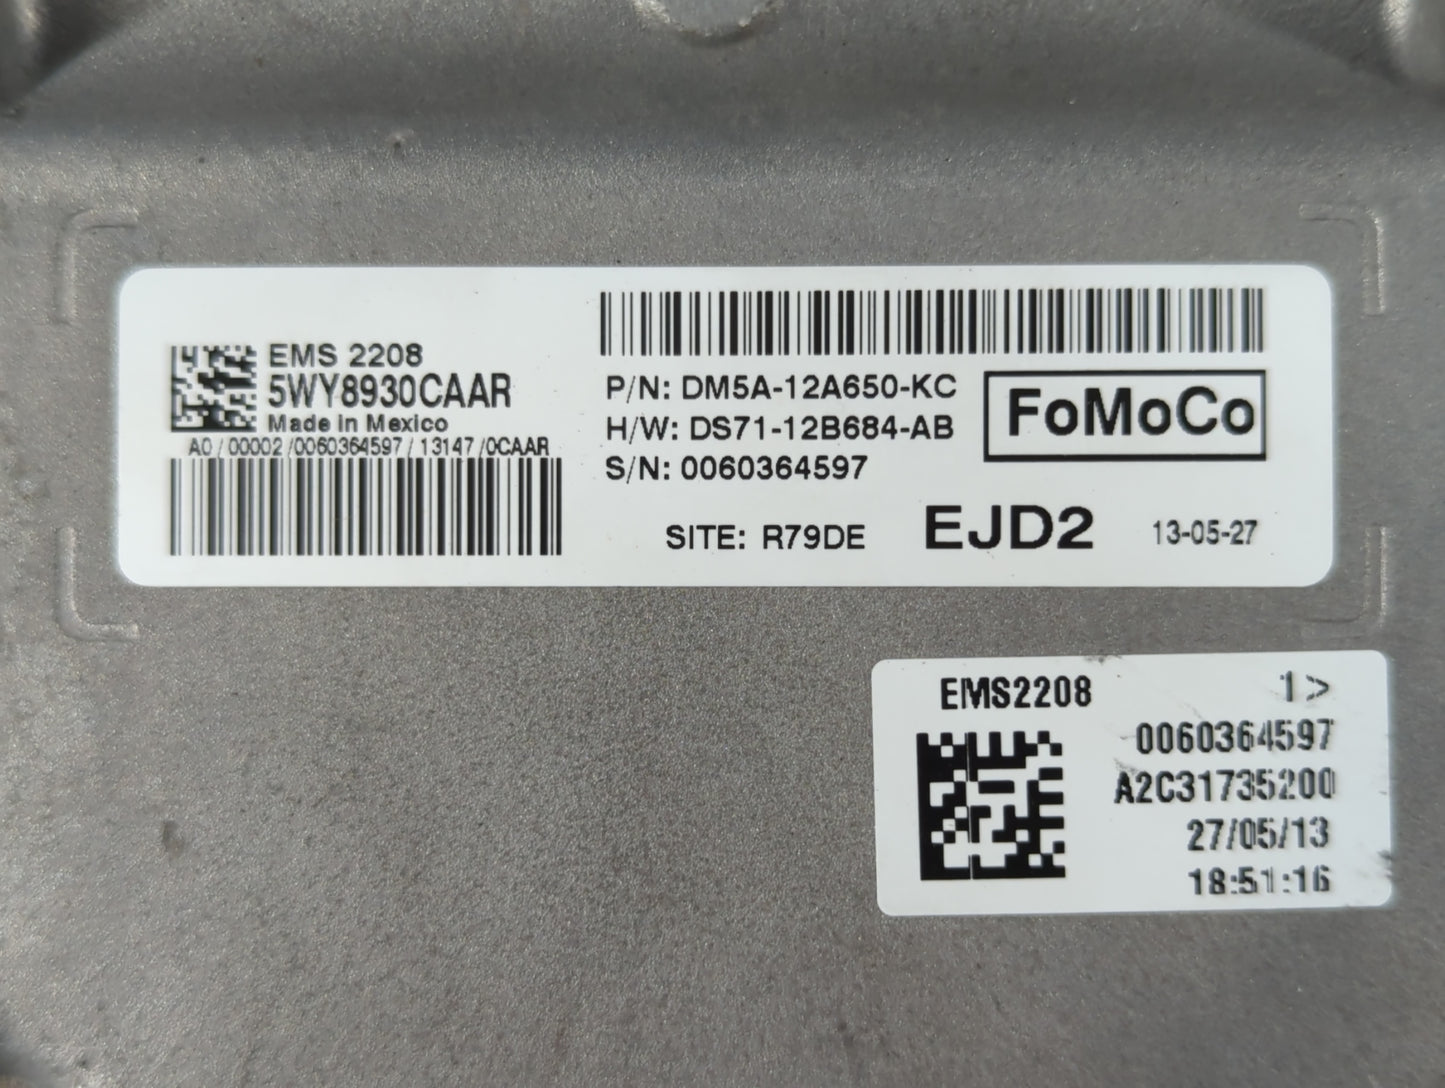 EMS 2208
5WY8930CAAR
Made in Mexico
A0 / 00002 /0060364597 / 13147 /0CAAR
P/N: DM5A-12A650-KC
H/W: DS71-12B684-AB
S/N: 0060364597
FoMoCo
SITE: R79DE EJD2 13-05-27
EMS2208 1>
0060364597
A2C31735200
27/05/13
18:51:16